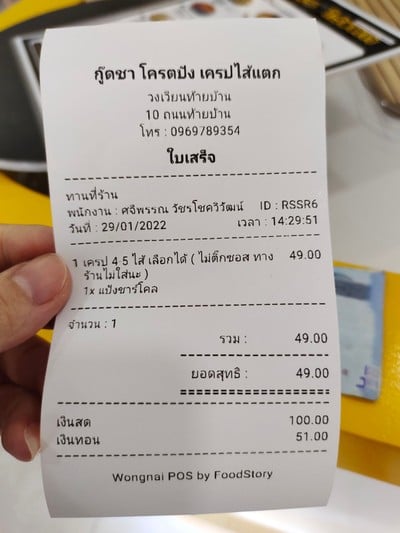 กู๊ดชา โครตปัง เครปไส้แตก
วงเวียนท้ายบ้าน
10 ถนนท้ายบ้าน
โทร : 0969789354
ใบเสร็จ
ทานที่ร้าน
พนักงาน : ศจีพรรณ วัชรโชควิวัฒน์ ID : RSSR6
วันที่ : 29/01/2022 เวลา : 14:29:51
1 เครป 4 5 ไส้ เลือกได้ ( ไม่ติ๊กซอส ทาง 49.00
ร้านไม่ใส่นะ )
1x แป้งชาร์โคล
จำนวน : 1
รวม : 49.00
ยอดสุทธิ : 49.00
เงินสด 100.00
เงินทอน 51.00
Wongnai POS by FoodStory